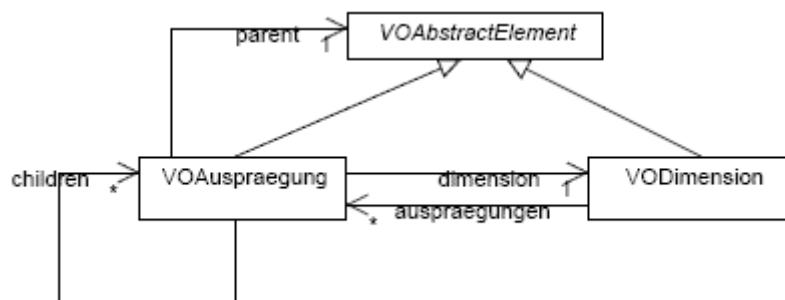 parent
1
VOAbstractElement
children
*
VOAuspraegung
dimension
1
VODimension
auspraegungen
*